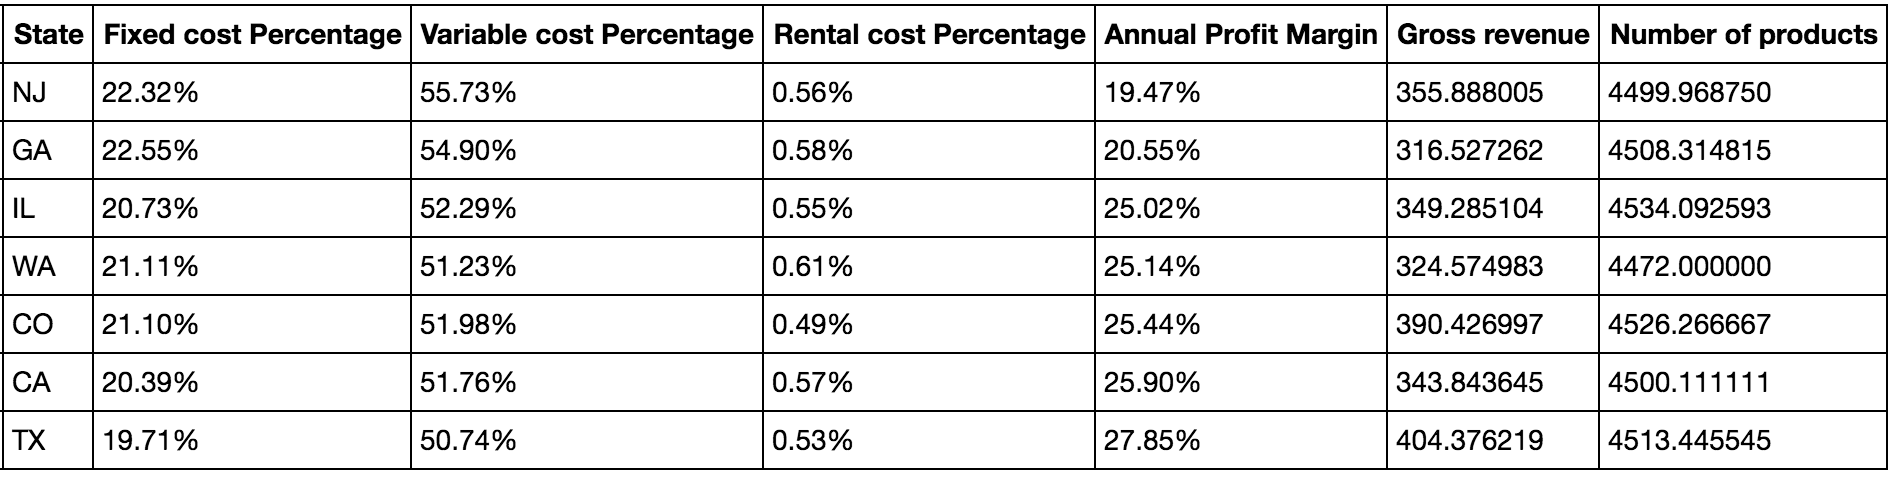 State Fixed cost Percentage Variable cost Percentage Rental cost Percentage Annual Profit Margin Gross revenue Number of products
NJ 22.32% 55.73% 0.56% 19.47% 355.888005 4499.968750
GA 22.55% 54.90% 0.58% 20.55% 316.527262 4508.314815
IL 20.73% 52.29% 0.55% 25.02% 349.285104 4534.092593
WA 21.11% 51.23% 0.61% 25.14% 324.574983 4472.000000
CO 21.10% 51.98% 0.49% 25.44% 390.426997 4526.266667
CA 20.39% 51.76% 0.57% 25.90% 343.843645 4500.111111
TX 19.71% 50.74% 0.53% 27.85% 404.376219 4513.445545